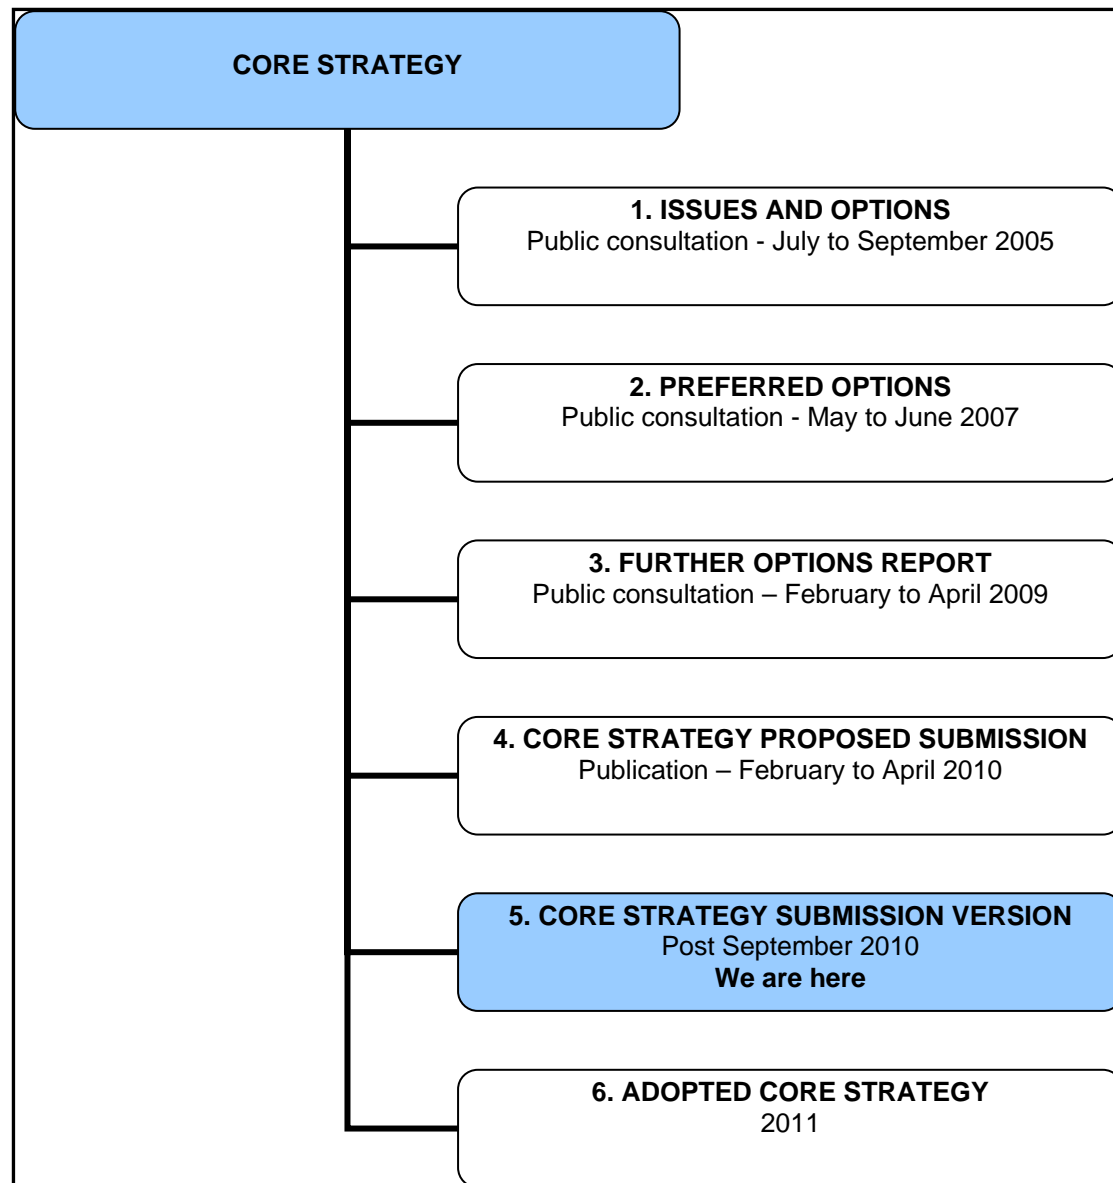 CORE STRATEGY
1. ISSUES AND OPTIONS
Public consultation - July to September 2005
2. PREFERRED OPTIONS
Public consultation - May to June 2007
3. FURTHER OPTIONS REPORT
Public consultation – February to April 2009
4. CORE STRATEGY PROPOSED SUBMISSION
Publication – February to April 2010
5. CORE STRATEGY SUBMISSION VERSION
Post September 2010
We are here
6. ADOPTED CORE STRATEGY
2011